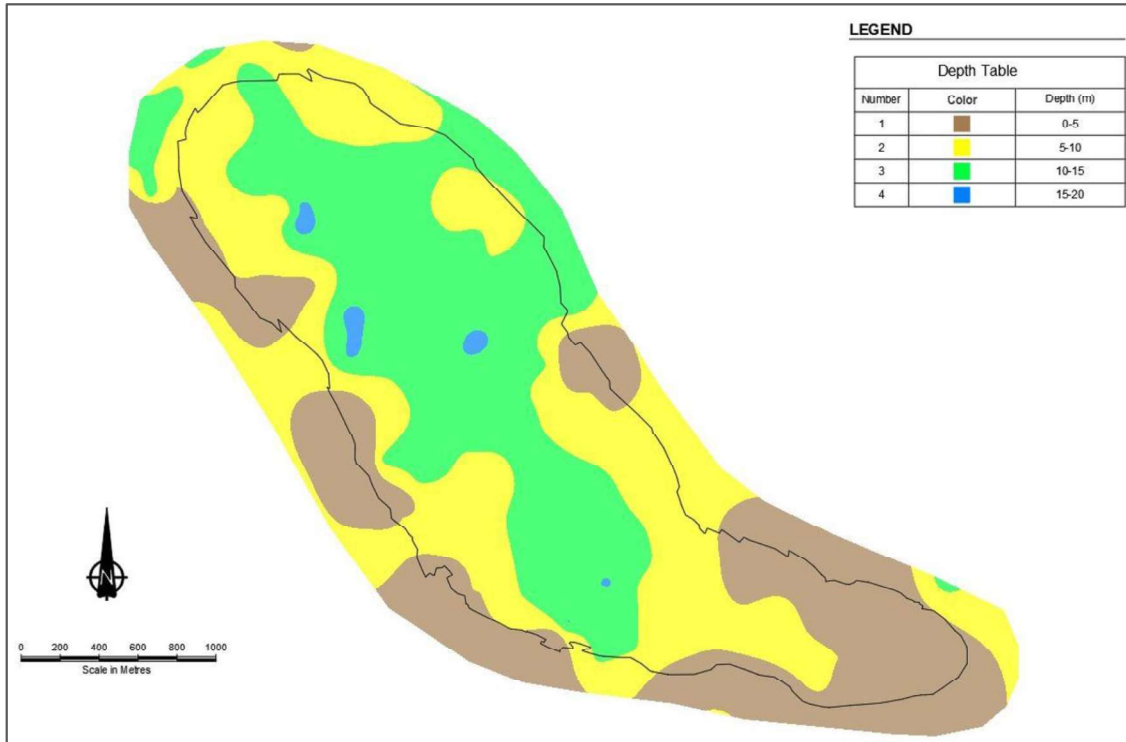 LEGEND
Depth Table
Number Color Depth (m)
1 0-5
2 5-10
3 10-15
4 15-20
N
0 200 400 600 800 1000
Scale in Metres